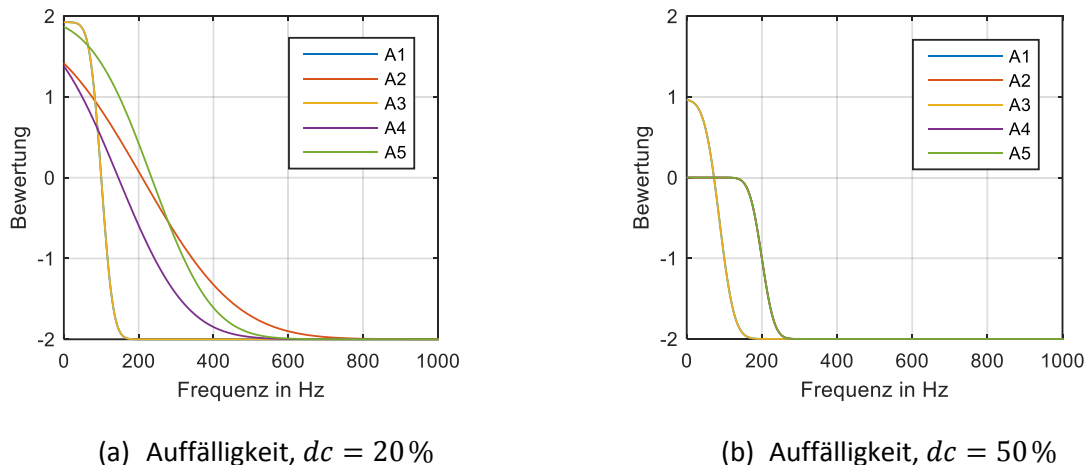 2
1
0
-1
-2
Bewertung
0 200 400 600 800 1000
Frequenz in Hz
A1
A2
A3
A4
A5
(a) Auffälligkeit, dc = 20 %
2
1
0
-1
-2
Bewertung
0 200 400 600 800 1000
Frequenz in Hz
A1
A2
A3
A4
A5
(b) Auffälligkeit, dc = 50 %